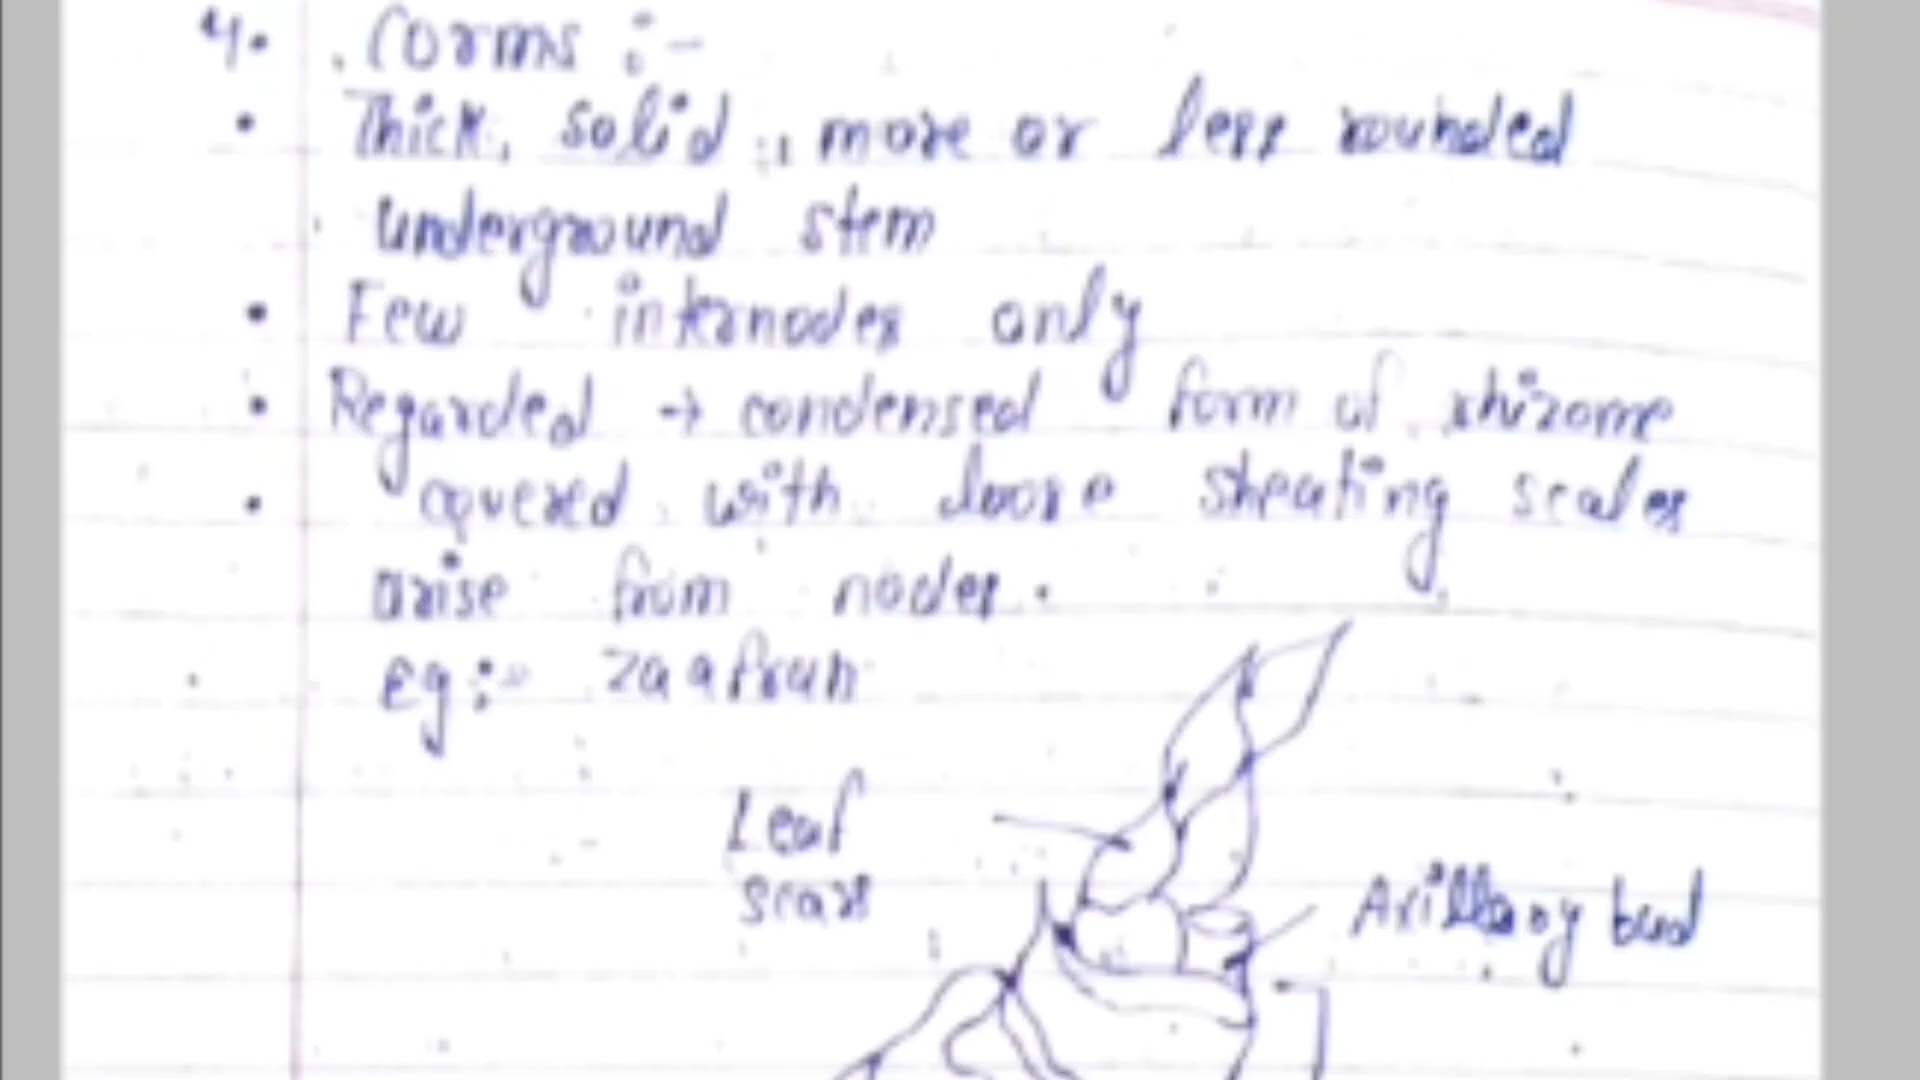 4. Corms :-
• Thick, solid, more or less rounded
underground stem
• Few internodes only
• Regarded → condensed form of rhizome
• covered with loose sheating scales
arise from nodes.
eg:- zaafran
Leaf
scars
Axillary bud